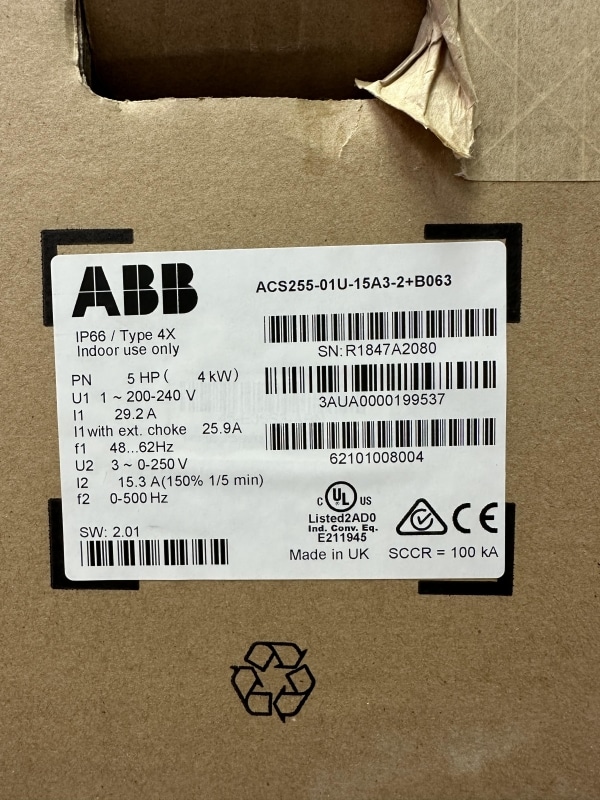 ABB
ACS255-01U-15A3-2+B063
IP66 / Type 4X
Indoor use only
SN:R1847A2080
PN 5 HP ( 4 kW)
U1 1 ~ 200-240 V
3AUA0000199537
I1 29.2 A
I1 with ext. choke 25.9A
f1 48...62Hz
62101008004
U2 3 ~ 0-250 V
I2 15.3 A(150% 1/5 min)
f2 0-500 Hz
C UL US
Listed2AD0
Ind. Conv. Eq.
E211945
CE
SW: 2.01
Made in UK SCCR = 100 kA